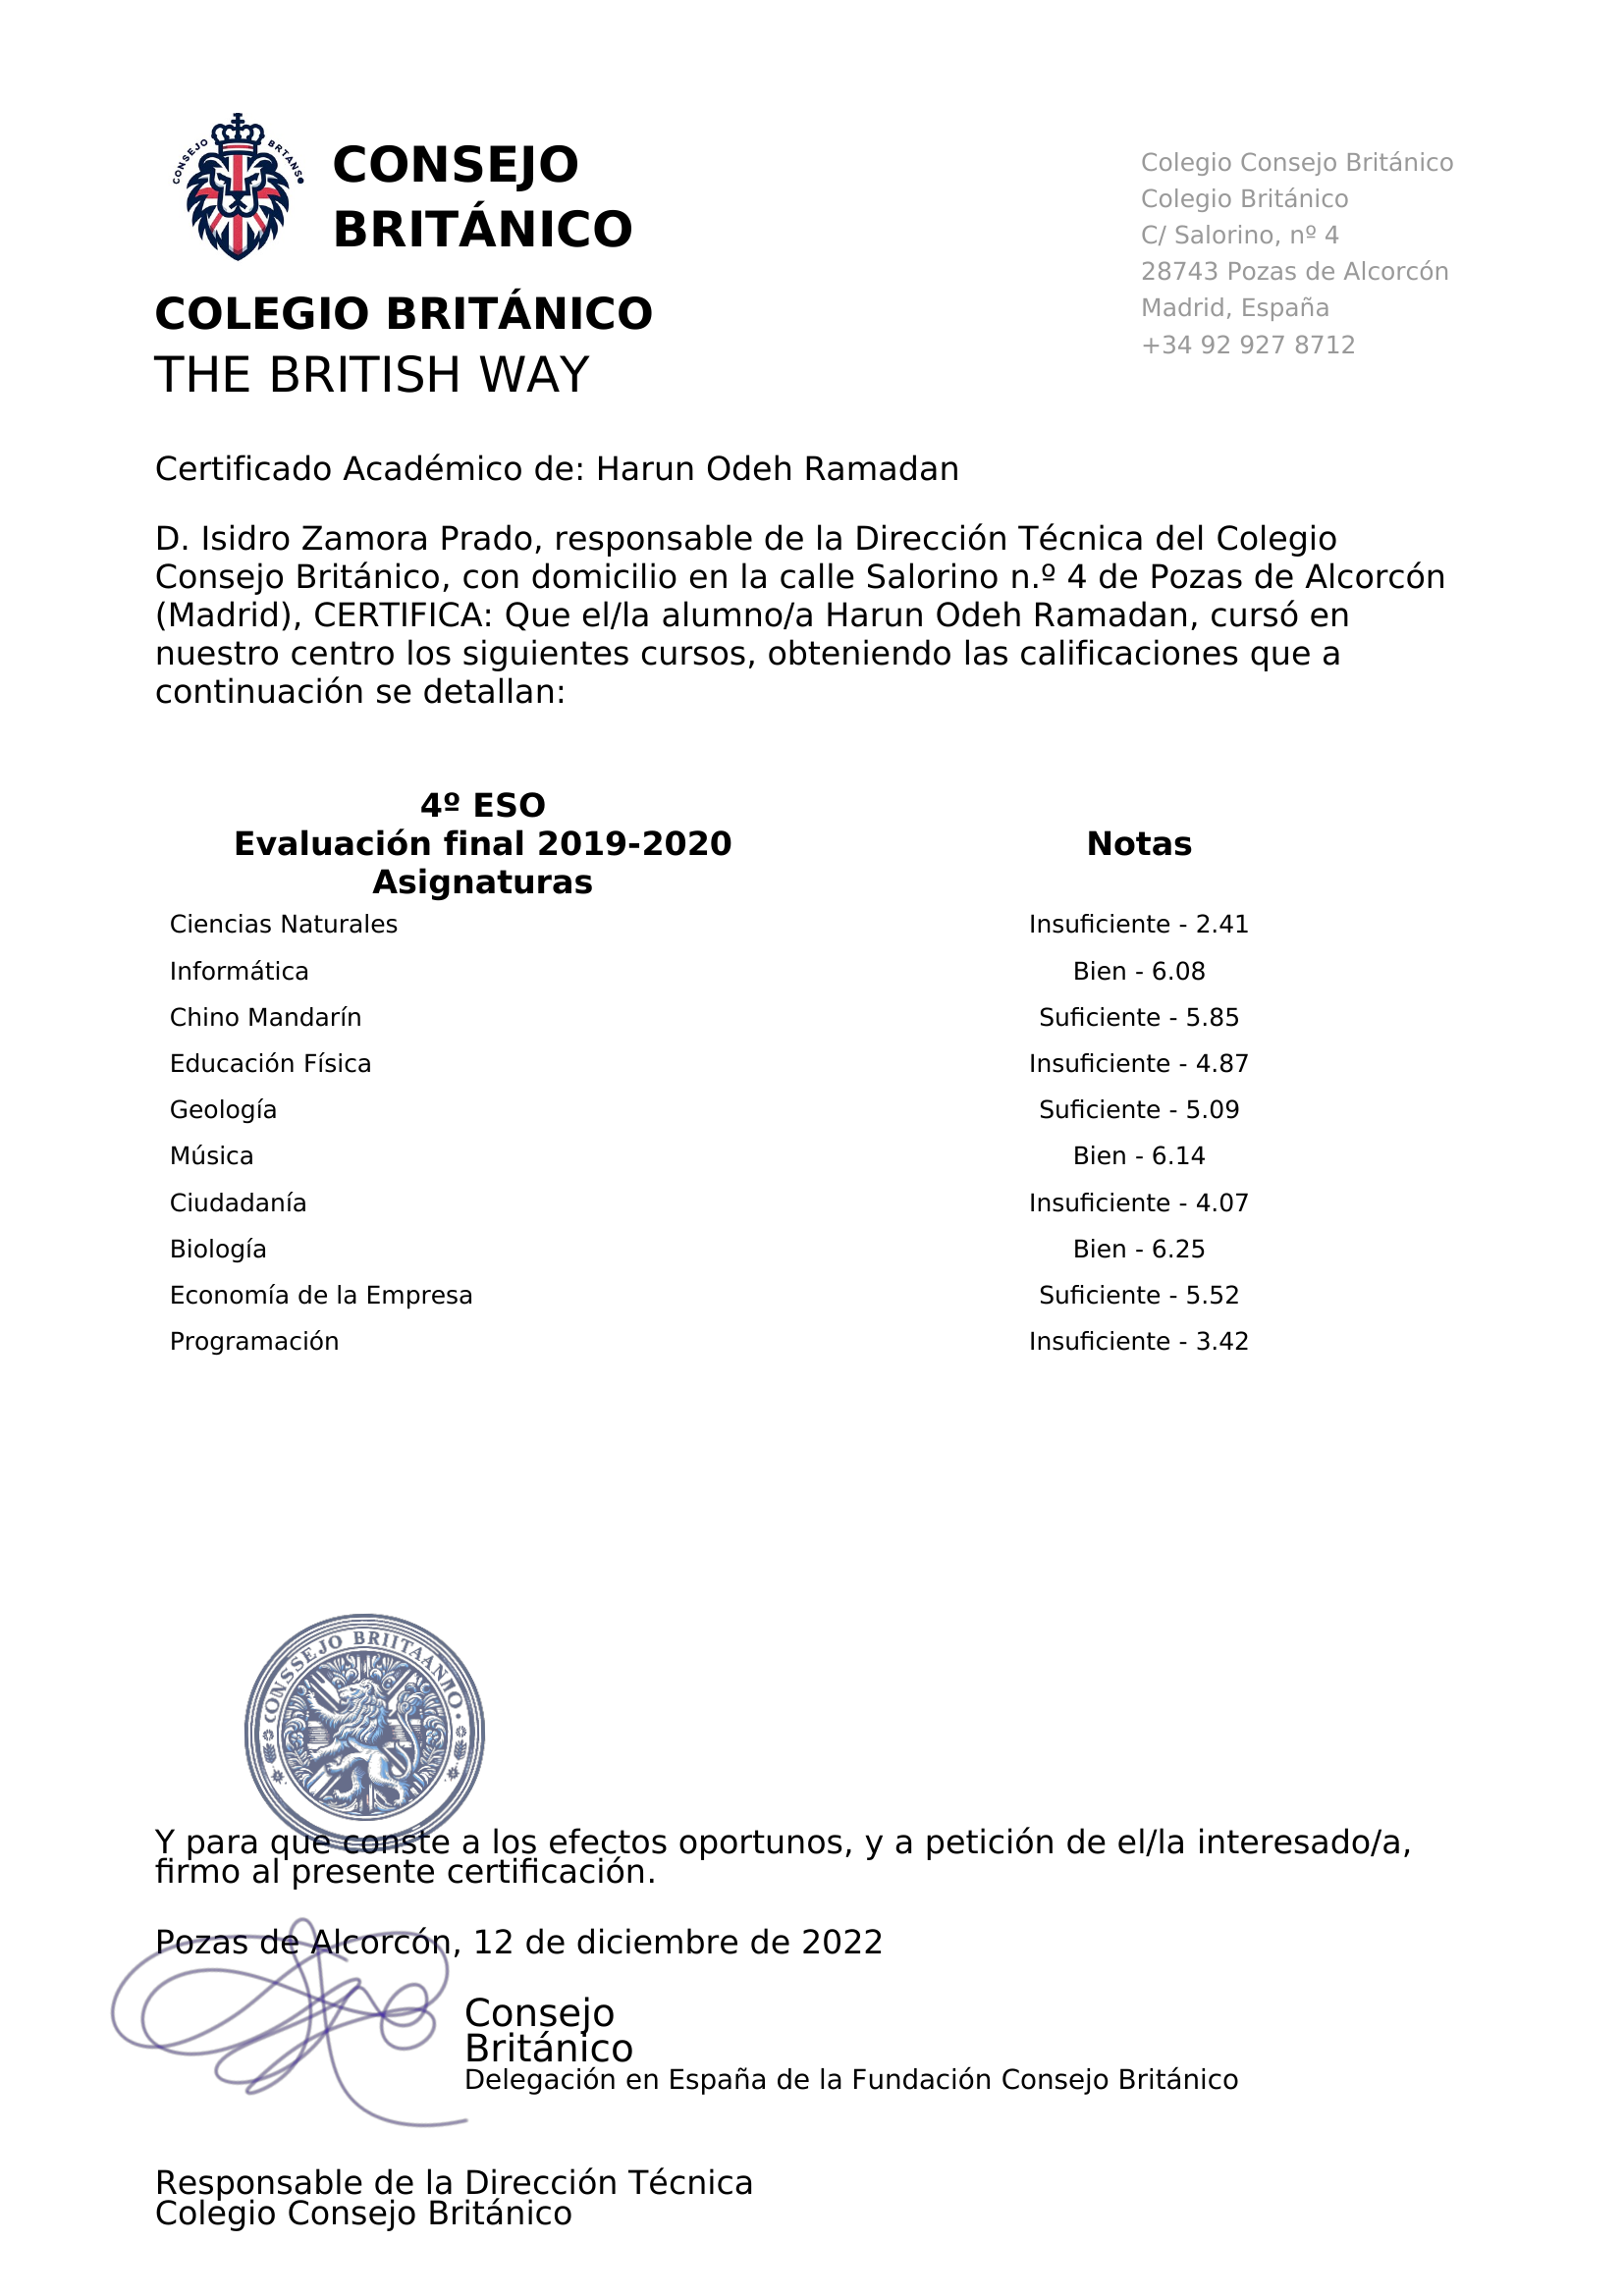 CONSEJO BRTANS
CONSEJO
BRITÁNICO
COLEGIO BRITÁNICO
THE BRITISH WAY
Colegio Consejo Británico
Colegio Británico
C/ Salorino, nº 4
28743 Pozas de Alcorcón
Madrid, España
+34 92 927 8712
Certificado Académico de: Harun Odeh Ramadan
D. Isidro Zamora Prado, responsable de la Dirección Técnica del Colegio
Consejo Británico, con domicilio en la calle Salorino n.º 4 de Pozas de Alcorcón
(Madrid), CERTIFICA: Que el/la alumno/a Harun Odeh Ramadan, cursó en
nuestro centro los siguientes cursos, obteniendo las calificaciones que a
continuación se detallan:
4º ESO
Evaluación final 2019-2020 Notas
Asignaturas
Ciencias Naturales Insuficiente - 2.41
Informática Bien - 6.08
Chino Mandarín Suficiente - 5.85
Educación Física Insuficiente - 4.87
Geología Suficiente - 5.09
Música Bien - 6.14
Ciudadanía Insuficiente - 4.07
Biología Bien - 6.25
Economía de la Empresa Suficiente - 5.52
Programación Insuficiente - 3.42
CONSSEJO BRIITAANNO
Y para que conste a los efectos oportunos, y a petición de el/la interesado/a,
firmo al presente certificación.
Pozas de Alcorcón, 12 de diciembre de 2022
Consejo
Británico
Delegación en España de la Fundación Consejo Británico
Responsable de la Dirección Técnica
Colegio Consejo Británico